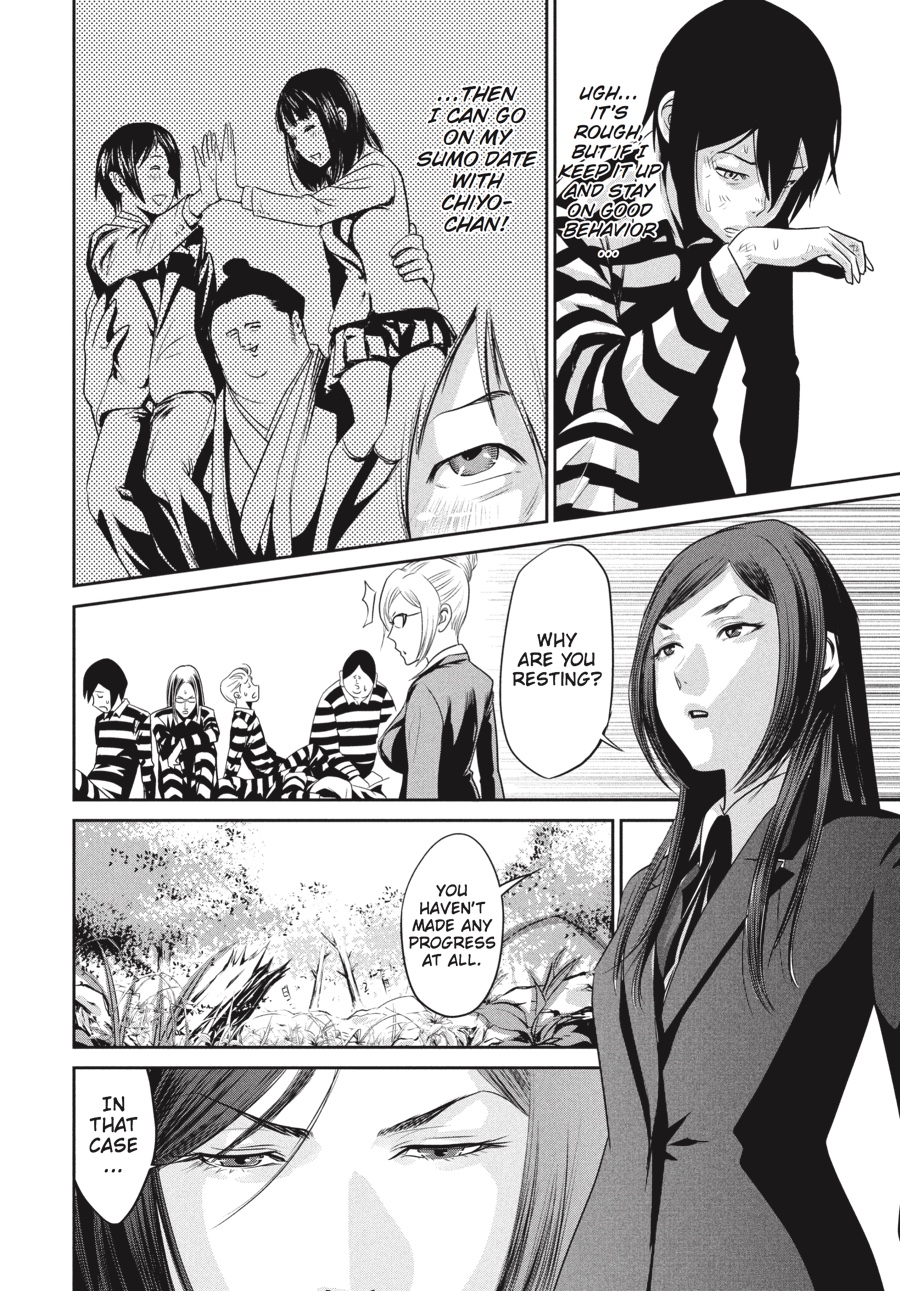 UGH...
IT'S
ROUGH,
BUT IF I
KEEP IT UP
AND STAY
ON GOOD
BEHAVIOR
...
...THEN
I CAN GO
ON MY
SUMO DATE
WITH
CHIYO-
CHAN!
WHY
ARE YOU
RESTING?
YOU
HAVEN'T
MADE ANY
PROGRESS
AT ALL.
IN
THAT
CASE
...